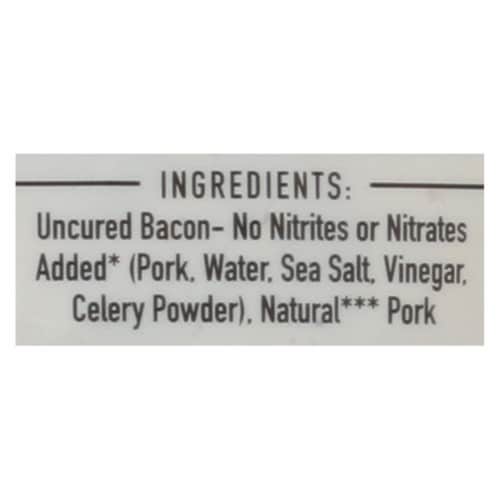 INGREDIENTS:
Uncured Bacon- No Nitrites or Nitrates
Added* (Pork, Water, Sea Salt, Vinegar,
Celery Powder), Natural*** Pork